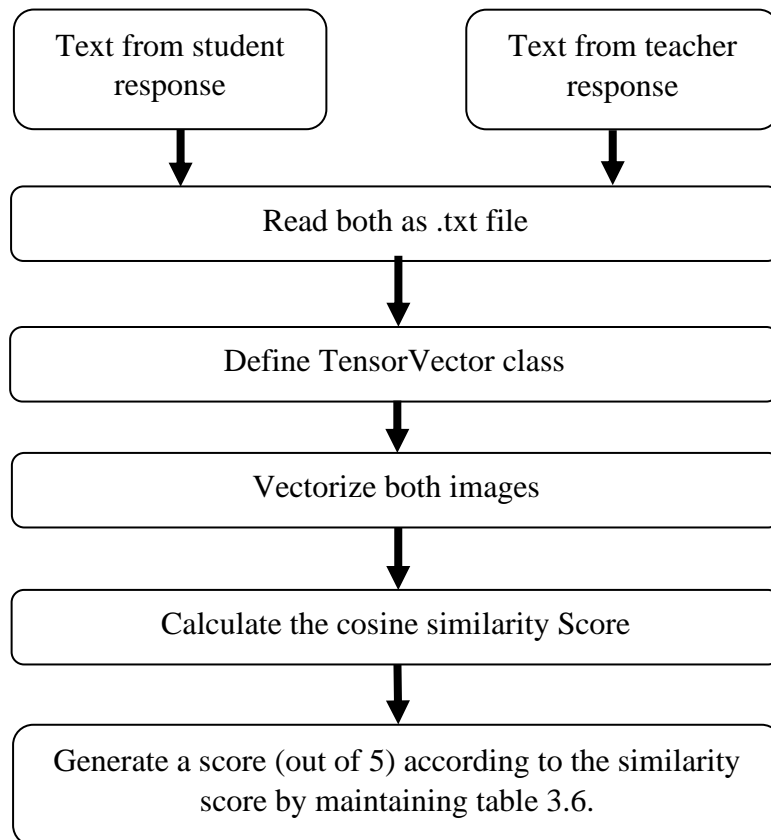 Text from student
response
Text from teacher
response
Read both as .txt file
Define TensorVector class
Vectorize both images
Calculate the cosine similarity Score
Generate a score (out of 5) according to the similarity
score by maintaining table 3.6.